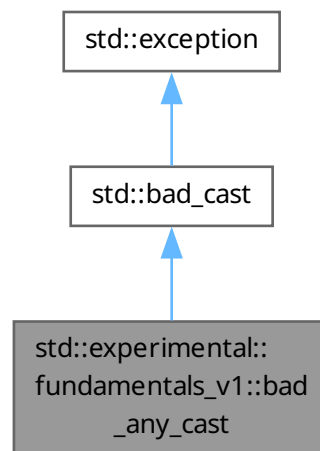 std::exception
std::bad_cast
std::experimental::
fundamentals_v1::bad
_any_cast